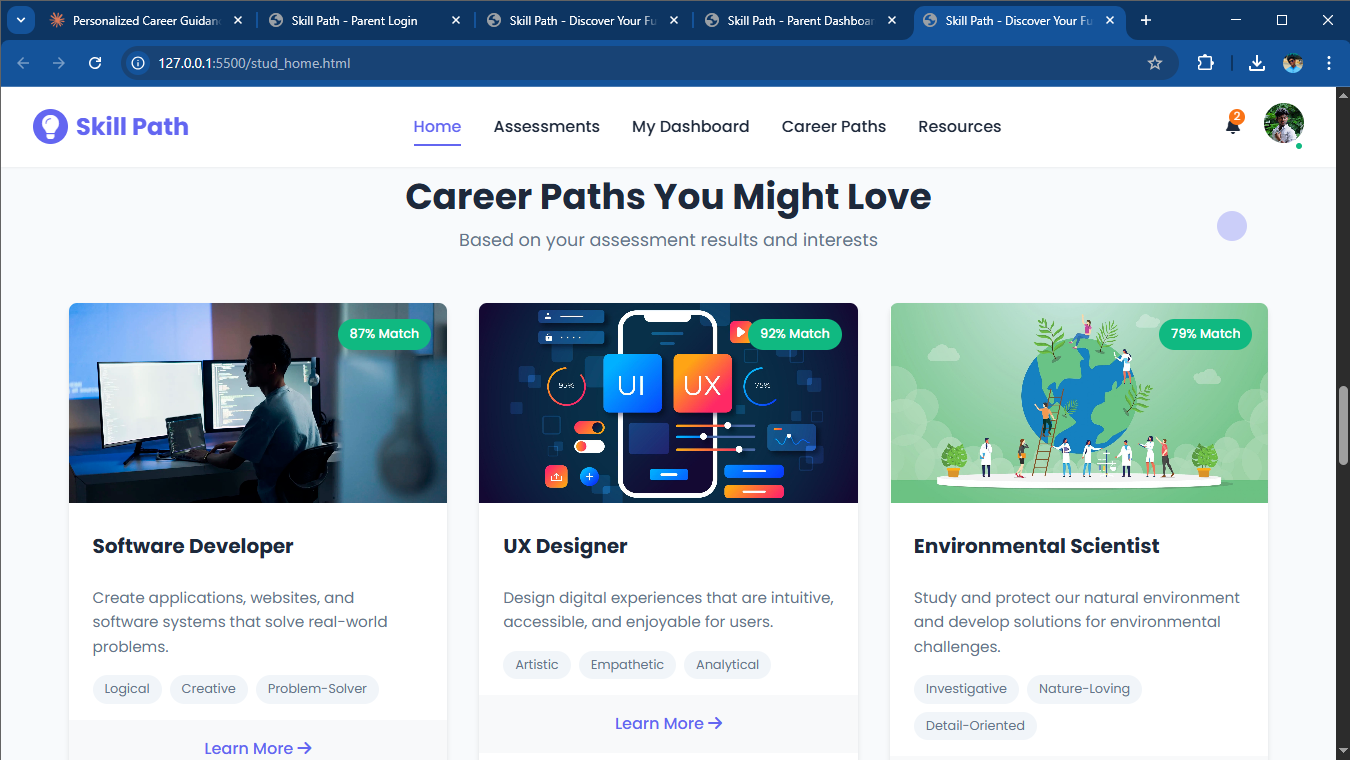 Personalized Career Guidanc
Skill Path - Parent Login
Skill Path - Discover Your Fu
Skill Path - Parent Dashboar
Skill Path - Discover Your Fu
127.0.0.1:5500/stud_home.html
Skill Path
Home
Assessments
My Dashboard
Career Paths
Resources
2
Career Paths You Might Love
Based on your assessment results and interests
87% Match
95%
UI
UX
75%
92% Match
79% Match
Software Developer
Create applications, websites, and
software systems that solve real-world
problems.
Logical
Creative
Problem-Solver
Learn More →
UX Designer
Design digital experiences that are intuitive,
accessible, and enjoyable for users.
Artistic
Empathetic
Analytical
Learn More →
Environmental Scientist
Study and protect our natural environment
and develop solutions for environmental
challenges.
Investigative
Nature-Loving
Detail-Oriented